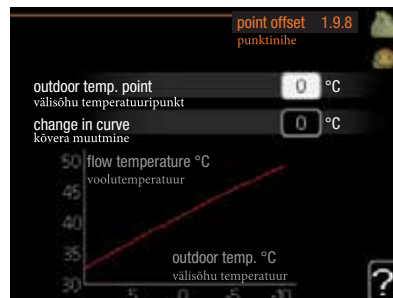 point offset 1.9.8
punktinihe
outdoor temp. point 0 °C
välisõhu temperatuuripunkt
change in curve 0 °C
kõvera muutmine
50 flow temperature °C
voolutemperatuur
45
40
35 outdoor temp. °C
välisõhu temperatuur
30
5 0 -5 -10
?